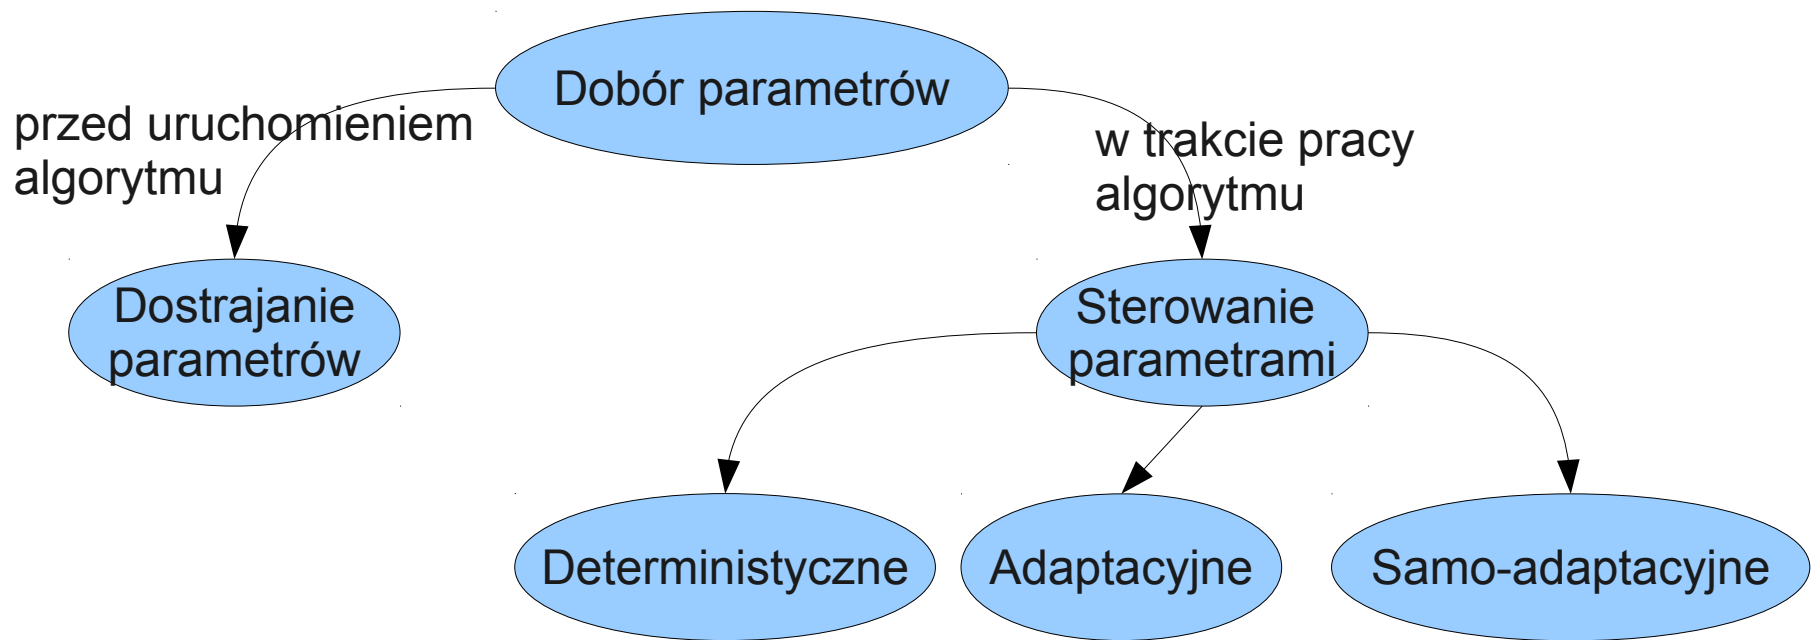 Dobór parametrów
przed uruchomieniem
algorytmu
w trakcie pracy
algorytmu
Dostrajanie
parametrów
Sterowanie
parametrami
Deterministyczne
Adaptacyjne
Samo-adaptacyjne